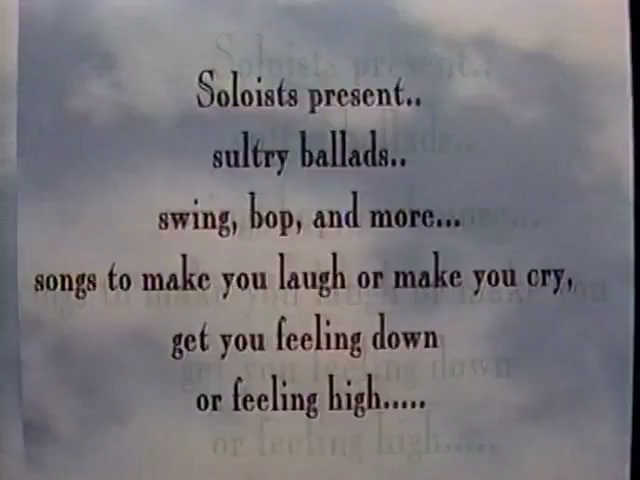 Soloists present..
sultry ballads..
swing, bop, and more...
songs to make you laugh or make you cry,
get you feeling down
or feeling high.....